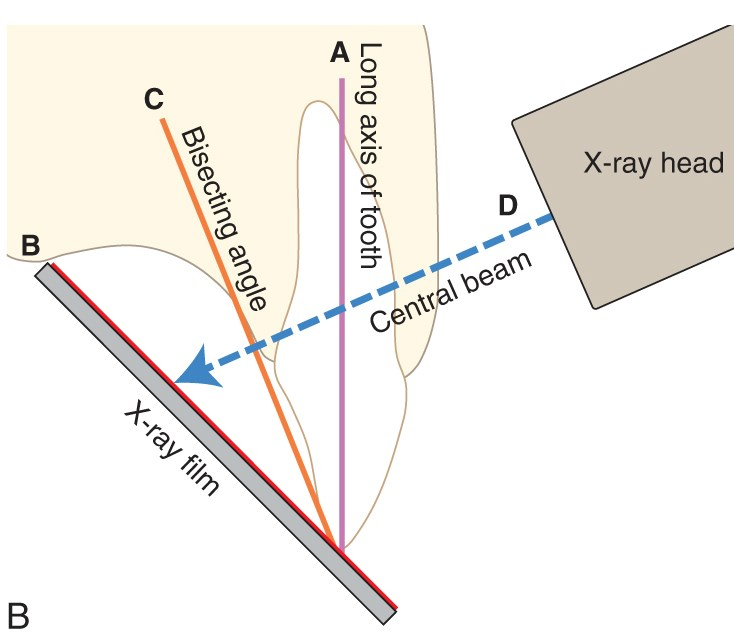 A
Long axis of tooth
C
Bisecting angle
X-ray head
D
B
Central beam
X-ray film
B